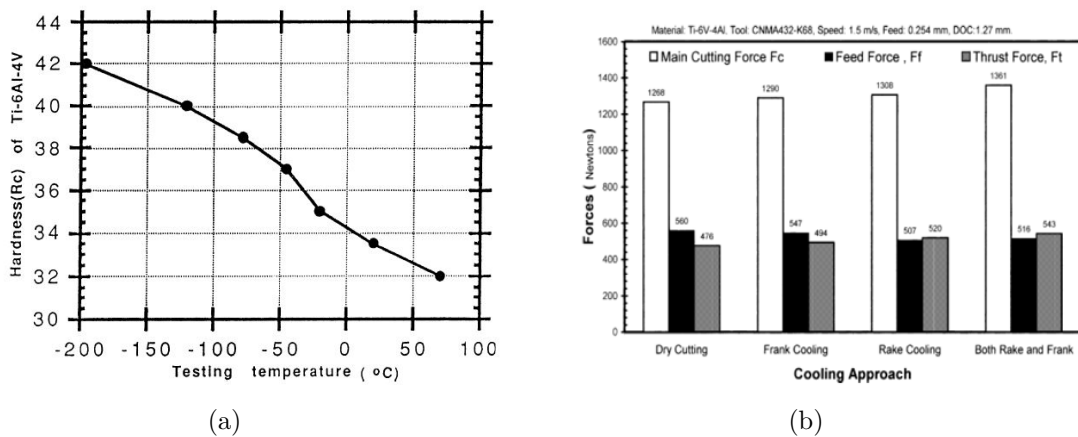 44
42
40
38
36
34
32
30
Hardness(Rc) of Ti-6Al-4V
-200 -150 -100 -50 0 50 100
Testing temperature ( oC)
(a)
Material: Ti-6V-4Al, Tool: CNMA432-K68, Speed: 1.5 m/s, Feed: 0.254 mm, DOC:1.27 mm.
Main Cutting Force Fc Feed Force , Ff Thrust Force, Ft
1600
1400
1200
1000
800
600
400
200
0
Forces ( Newtons)
1268 560 476
1290 547 494
1308 507 520
1361 516 543
Dry Cutting Frank Cooling Rake Cooling Both Rake and Frank
Cooling Approach
(b)